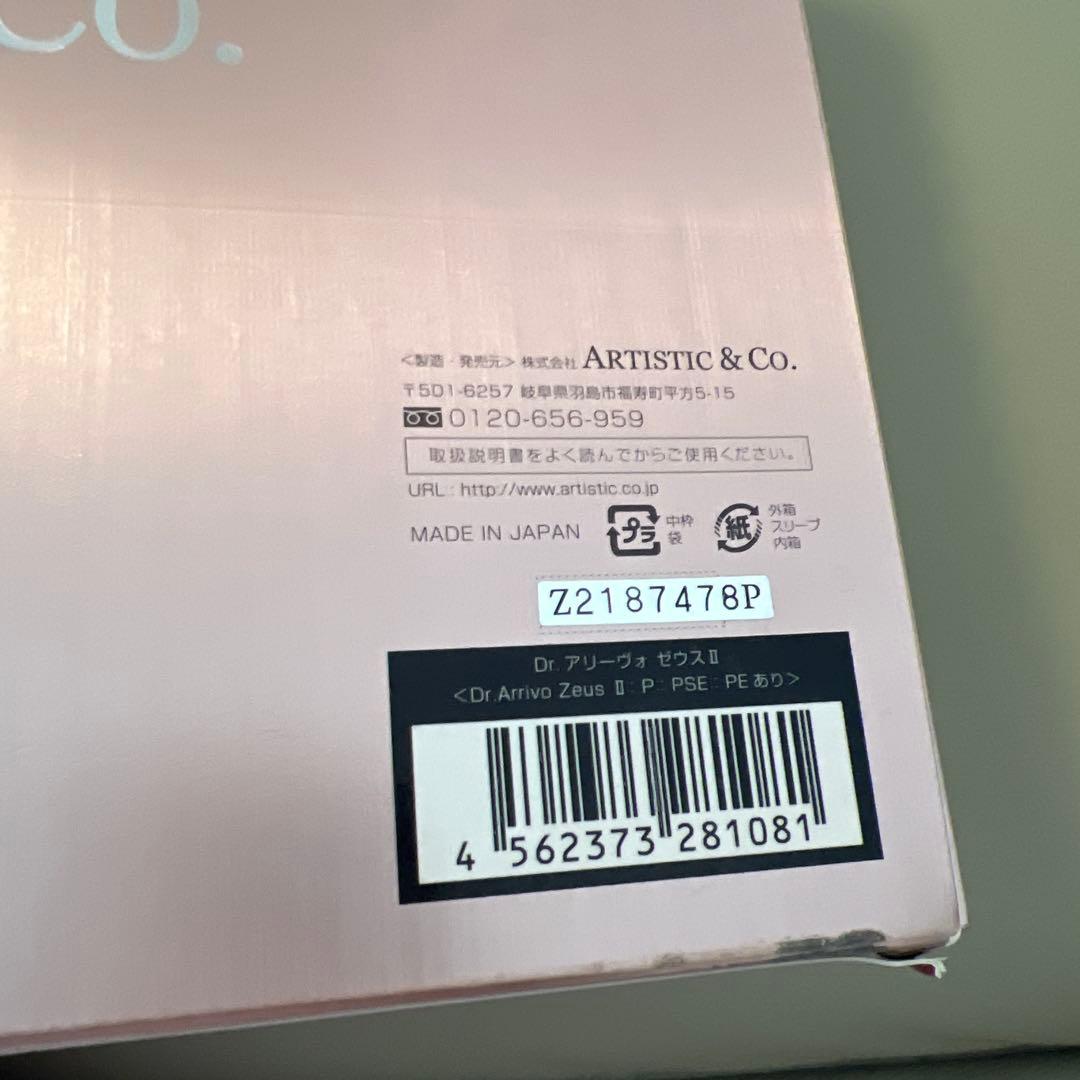 Co.
<製造・発売元> 株式会社 ARTISTIC & CO.
〒501-6257 岐阜県羽島市福寿町平方5-15
0120-656-959
取扱説明書をよく読んでからご使用ください。
URL : http://www.artistic.co.jp
MADE IN JAPAN プラ 中枠 袋 紙 外箱 スリーブ 内箱
Z2187478P
Dr. アリーヴォ ゼウスⅡ
<Dr.Arrivo Zeus Ⅱ: P: PSE: PEあり>
4 562373 281081